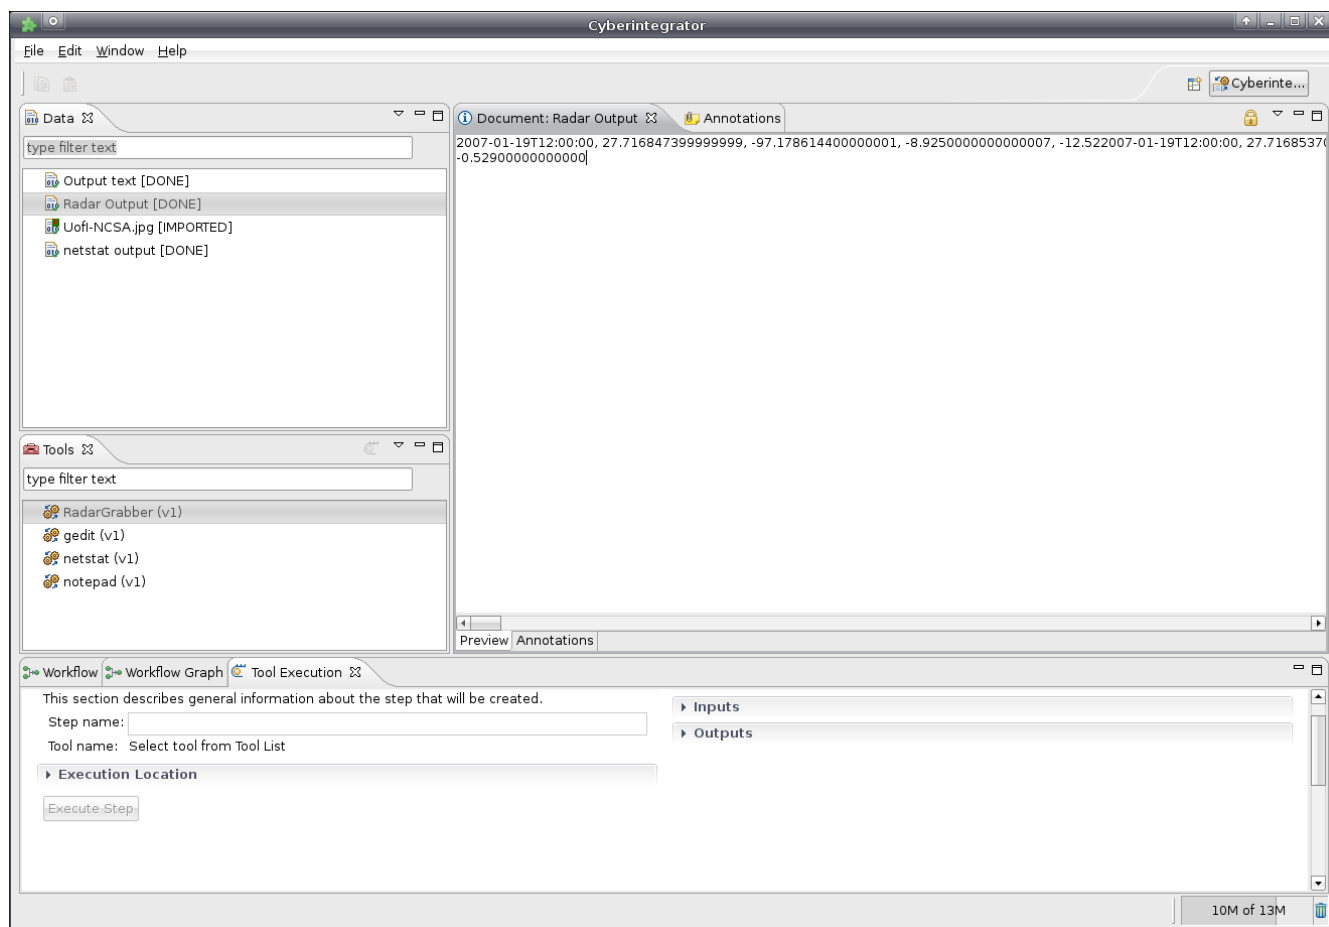 Cyberintegrator
File Edit Window Help
Cyberinte...
Data
type filter text
Output text [DONE]
Radar Output [DONE]
UofI-NCSA.jpg [IMPORTED]
netstat output [DONE]
Tools
type filter text
RadarGrabber (v1)
gedit (v1)
netstat (v1)
notepad (v1)
Document: Radar Output Annotations
2007-01-19T12:00:00, 27.716847399999999, -97.178614400000001, -8.9250000000000007, -12.522007-01-19T12:00:00, 27.71685370
-0.52900000000000
Preview Annotations
Workflow Workflow Graph Tool Execution
This section describes general information about the step that will be created.
Step name:
Tool name: Select tool from Tool List
Execution Location
Execute Step
Inputs
Outputs
10M of 13M